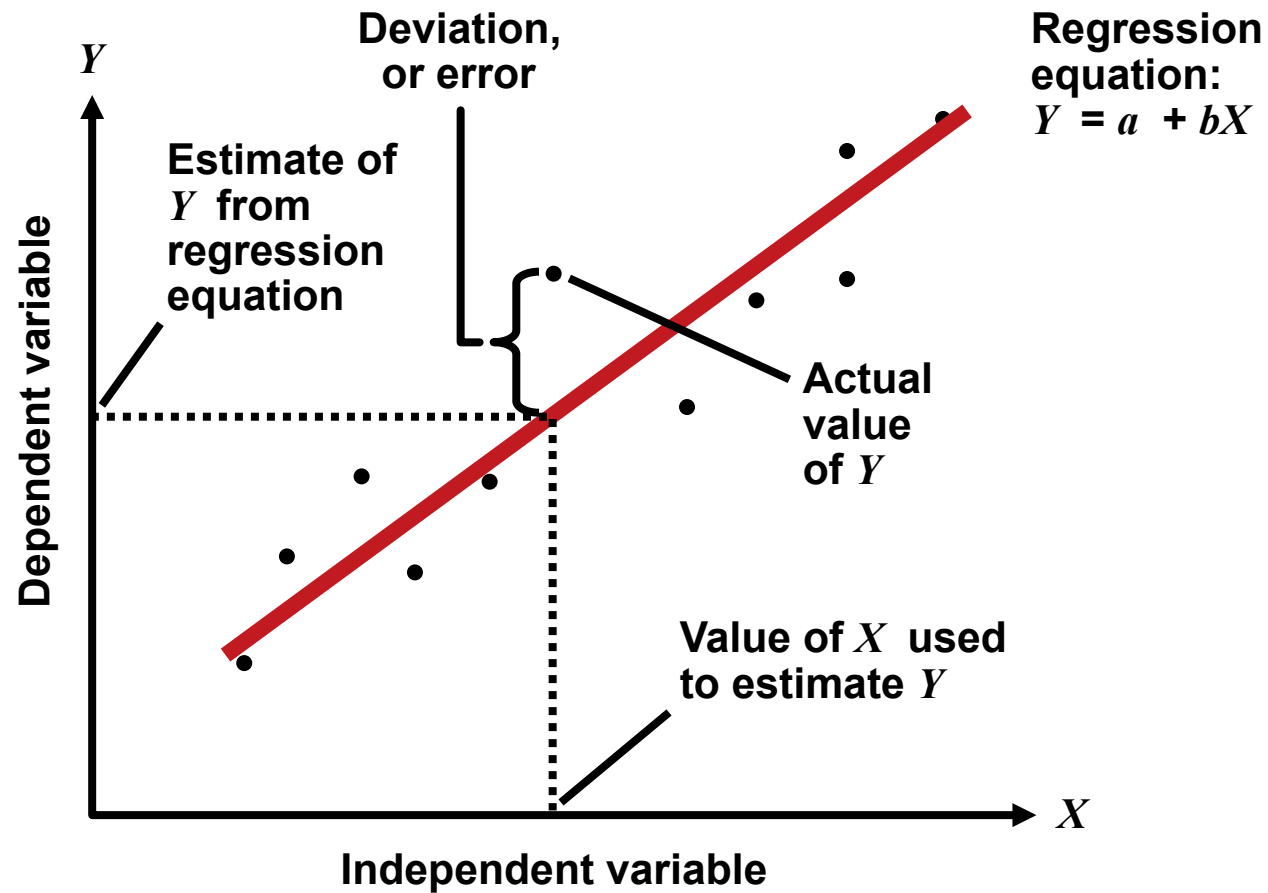 Deviation,
or error
Regression
equation:
Y = a + bX
Y
Estimate of
Y from
regression
equation
Dependent variable
Actual
value
of Y
Value of X used
to estimate Y
X
Independent variable